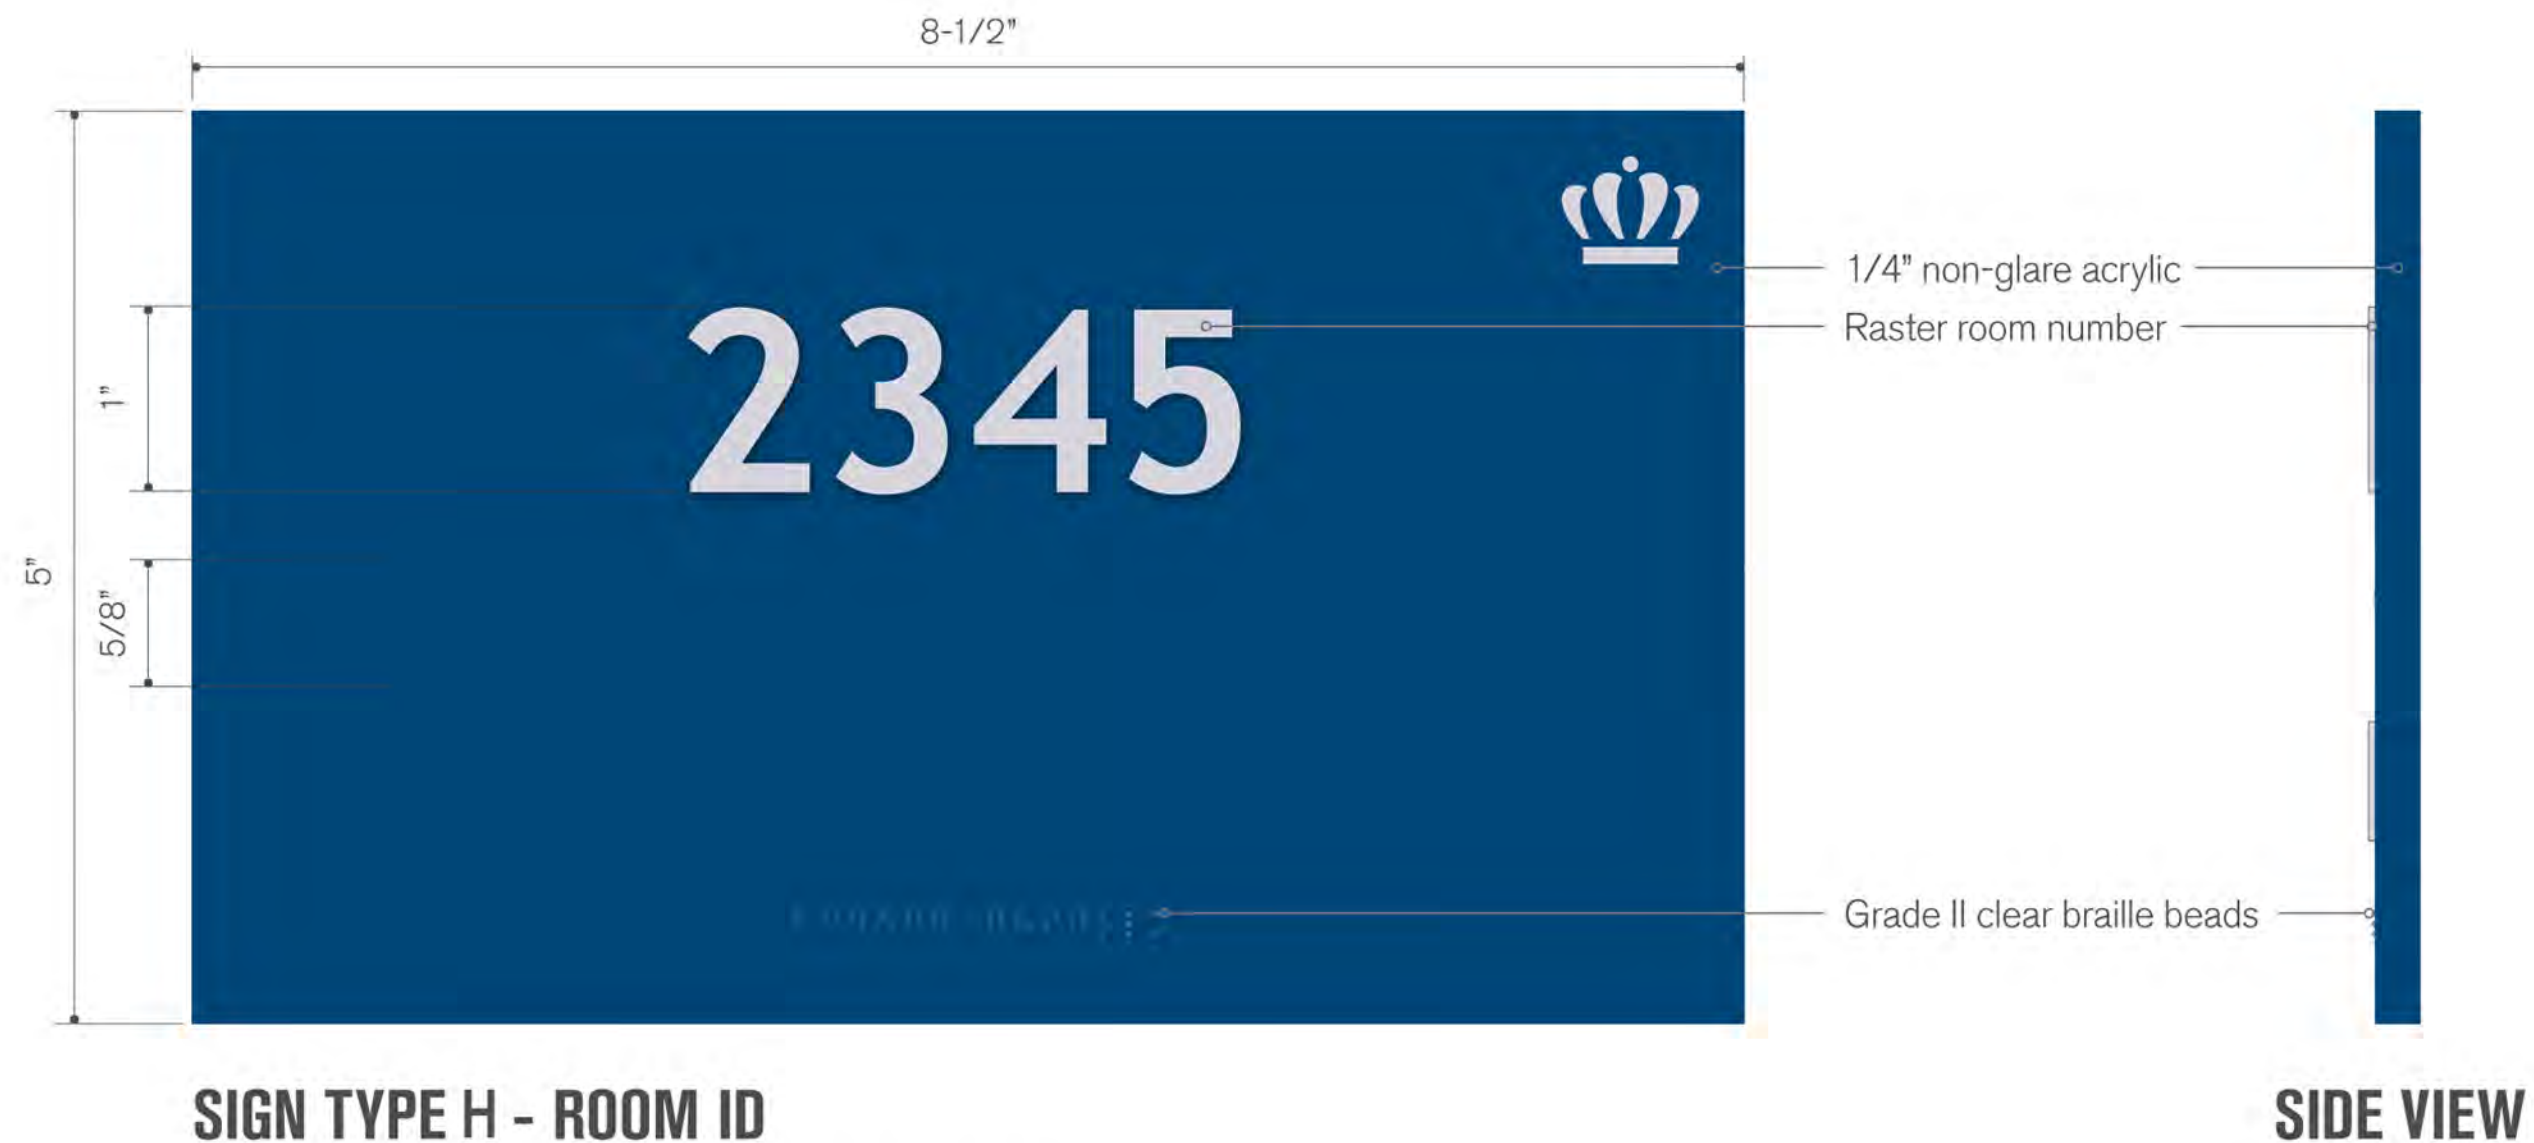 8-1/2"
2345
1/4" non-glare acrylic
Raster room number
1"
5"
5/8"
Grade II clear braille beads
SIGN TYPE H - ROOM ID
SIDE VIEW